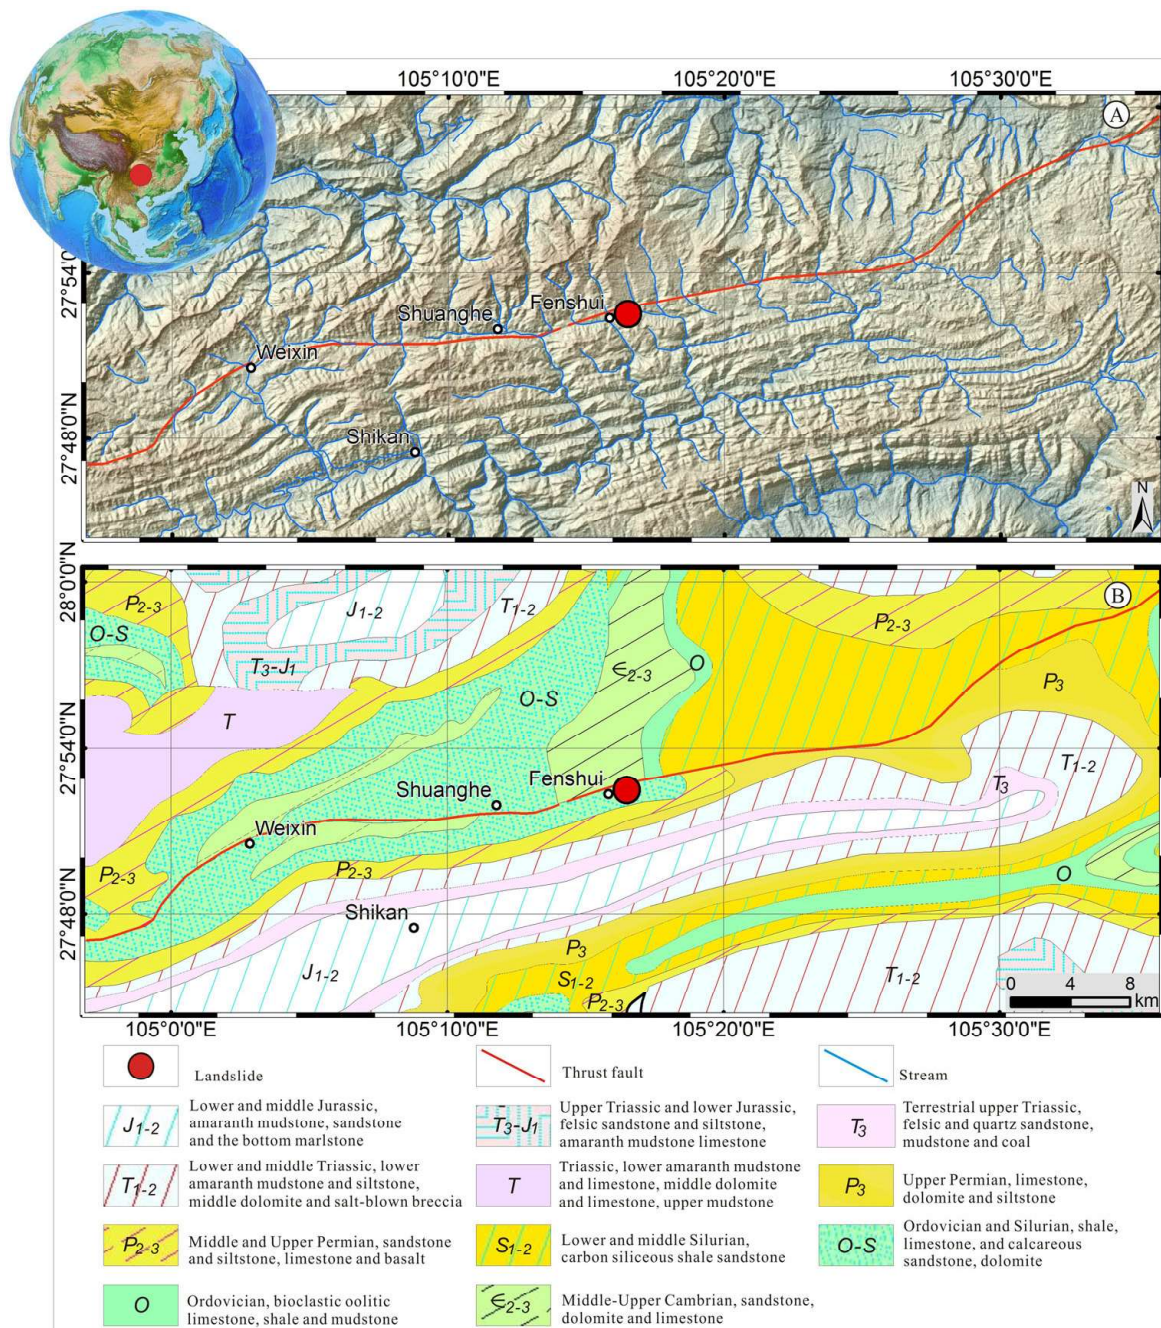 105°10'0"E 105°20'0"E 105°30'0"E
A
27°54'0
Fenshui
Shuanghe
Weixin
27°48'0"N
Shikan
N
28°0'0"N
P2-3
J1-2
T1-2
B
O-S
P2-3
T3-J1
Є2-3
O
O-S
P3
T
27°54'0"N
Fenshui
T1-2
Shuanghe
T3
Weixin
P2-3
P2-3
O
27°48'0"N
Shikan
P3
J1-2
S1-2
T1-2
P2-3
0 4 8
km
105°0'0"E 105°10'0"E 105°20'0"E 105°30'0"E
Landslide
Thrust fault
Stream
J1-2
Lower and middle Jurassic,
amaranth mudstone, sandstone
and the bottom marlstone
T3-J1
Upper Triassic and lower Jurassic,
felsic sandstone and siltstone,
amaranth mudstone limestone
T3
Terrestrial upper Triassic,
felsic and quartz sandstone,
mudstone and coal
T1-2
Lower and middle Triassic, lower
amaranth mudstone and siltstone,
middle dolomite and salt-blown breccia
T
Triassic, lower amaranth mudstone
and limestone, middle dolomite
and limestone, upper mudstone
P3
Upper Permian, limestone,
dolomite and siltstone
P2-3
Middle and Upper Permian, sandstone
and siltstone, limestone and basalt
S1-2
Lower and middle Silurian,
carbon siliceous shale sandstone
O-S
Ordovician and Silurian, shale,
limestone, and calcareous
sandstone, dolomite
O
Ordovician, bioclastic oolitic
limestone, shale and mudstone
Є2-3
Middle-Upper Cambrian, sandstone,
dolomite and limestone